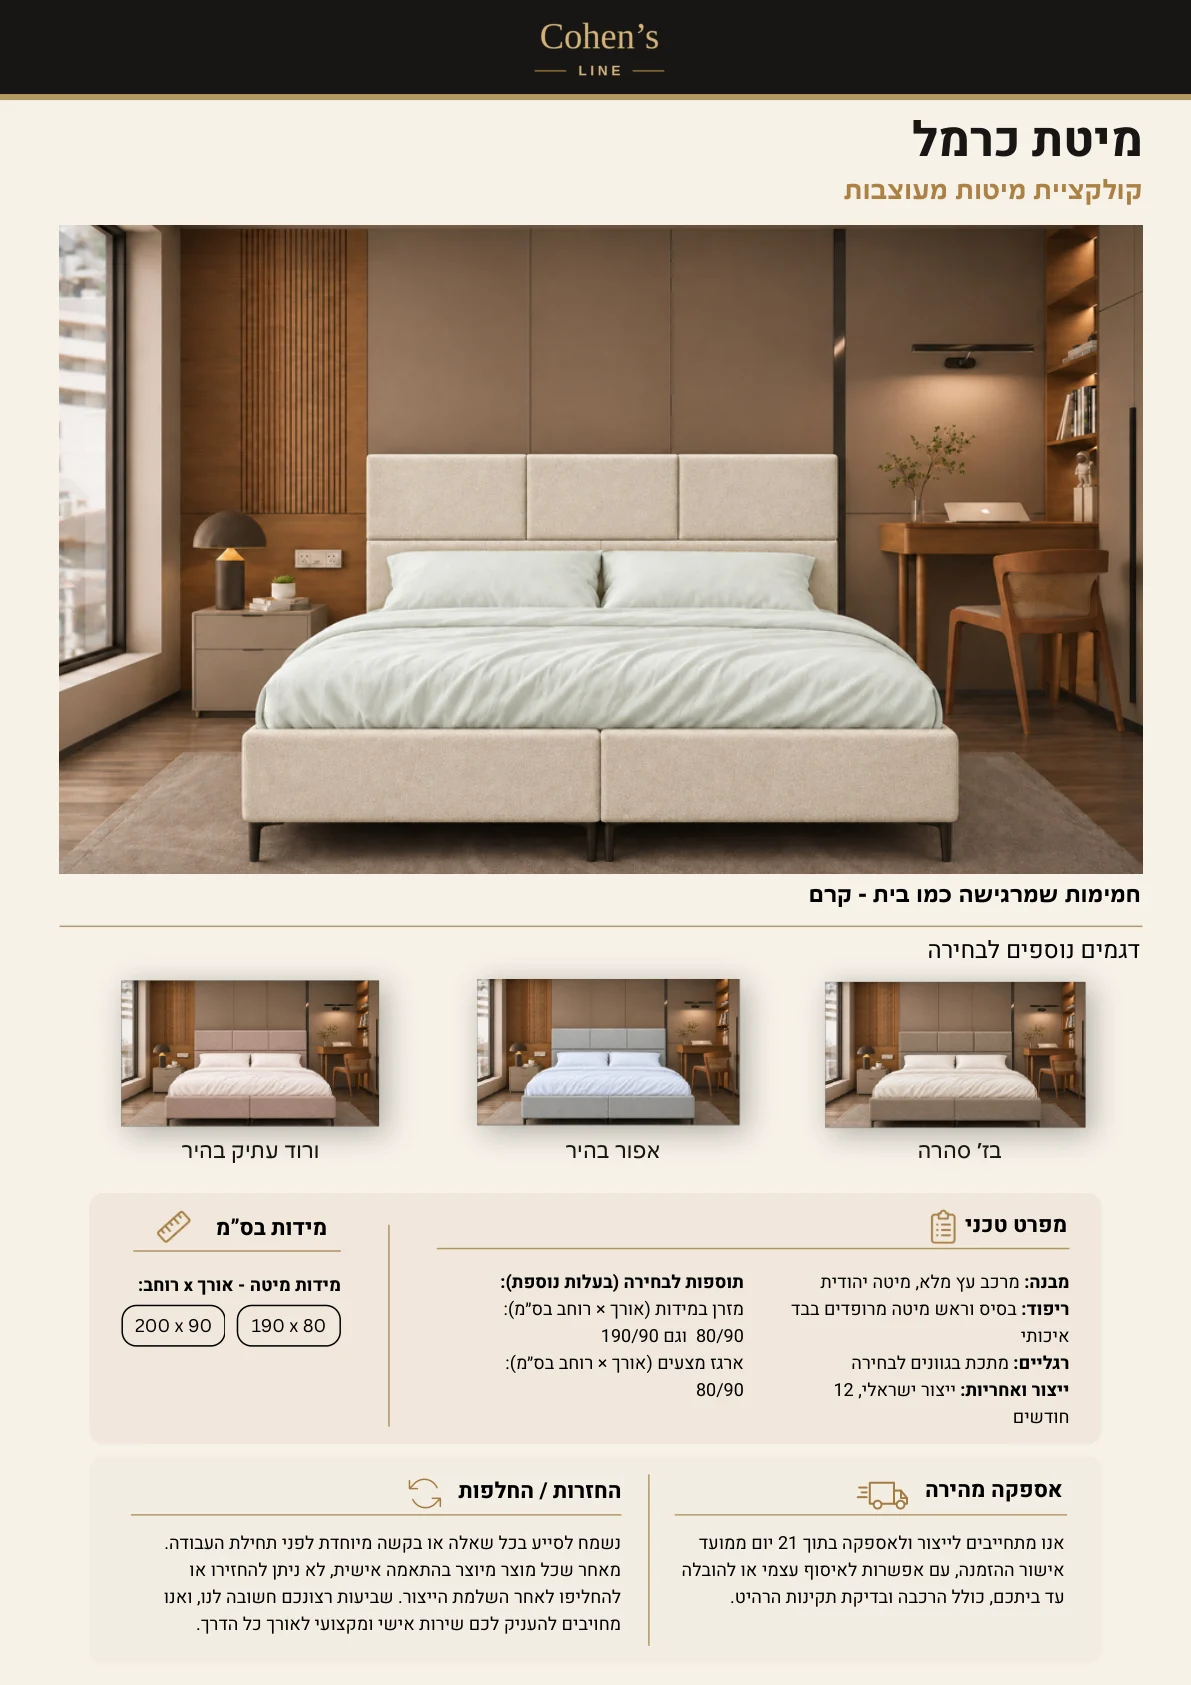 Cohen’s
LINE
מיטת כרמל
קולקציית מיטות מעוצבות
חמימות שמרגישה כמו בית - קרם
דגמים נוספים לבחירה
בז’ סהרה
אפור בהיר
ורוד עתיק בהיר
מפרט טכני
מבנה: מרכב עץ מלא, מיטה יהודית
ריפוד: בסיס וראש מיטה מרופדים בבד
איכותי
רגליים: מתכת בגוונים לבחירה
ייצור ואחריות: ייצור ישראלי, 12
חודשים
תוספות לבחירה (בעלות נוספת):
מזרן במידות (אורך × רוחב בס״מ):
80/90 וגם 190/90
ארגז מצעים (אורך × רוחב בס״מ):
80/90
מידות בס”מ
מידות מיטה - אורך x רוחב:
190 x 80
200 x 90
אספקה מהירה
אנו מתחייבים לייצור ולאספקה בתוך 21 יום ממועד
אישור ההזמנה, עם אפשרות לאיסוף עצמי או להובלה
עד ביתכם, כולל הרכבה ובדיקת תקינות הרהיט.
החזרות / החלפות
נשמח לסייע בכל שאלה או בקשה מיוחדת לפני תחילת העבודה.
מאחר שכל מוצר מיוצר בהתאמה אישית, לא ניתן להחזירו או
להחליפו לאחר השלמת הייצור. שביעות רצונכם חשובה לנו, ואנו
מחויבים להעניק לכם שירות אישי ומקצועי לאורך כל הדרך.